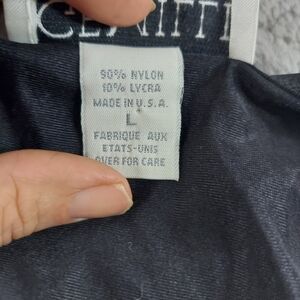 90% NYLON
10% LYCRA
MADE IN U.S.A.
L
FABRIQUE AUX
ETATS-UNIS
OVER FOR CARE